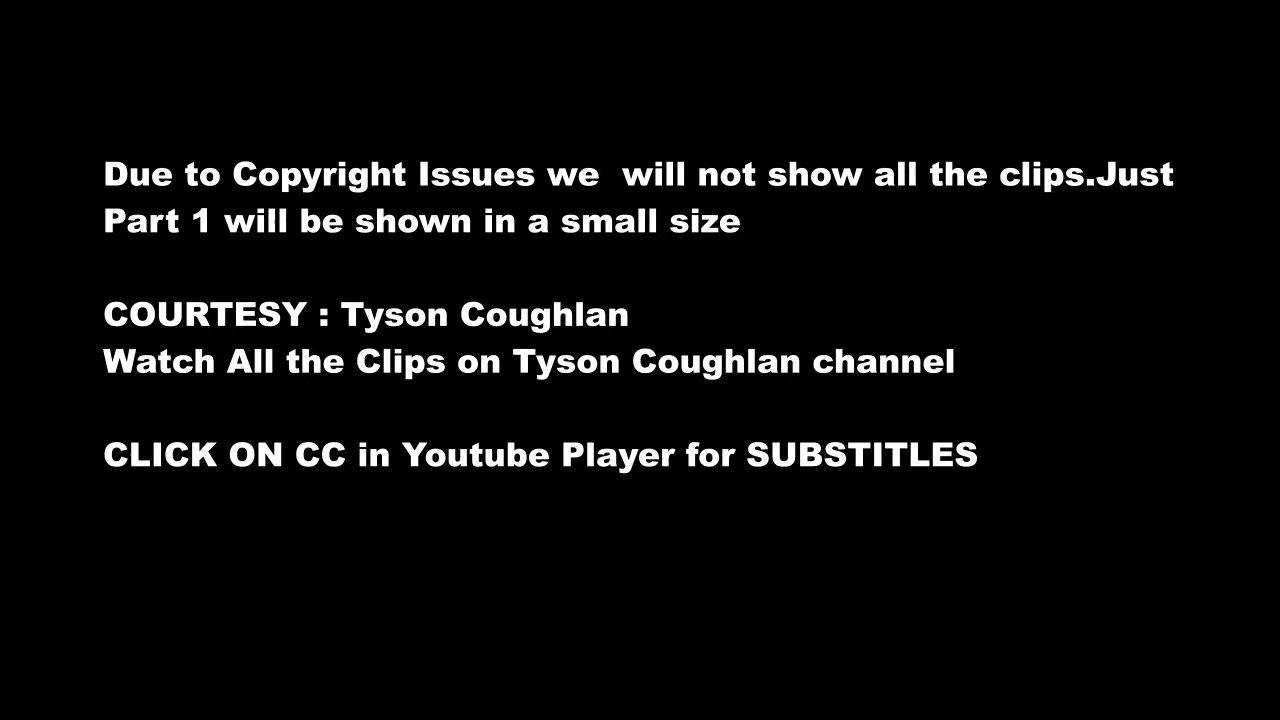 Due to Copyright Issues we  will not show all the clips.Just
Part 1 will be shown in a small size
COURTESY : Tyson Coughlan
Watch All the Clips on Tyson Coughlan channel
CLICK ON CC in Youtube Player for SUBSTITLES